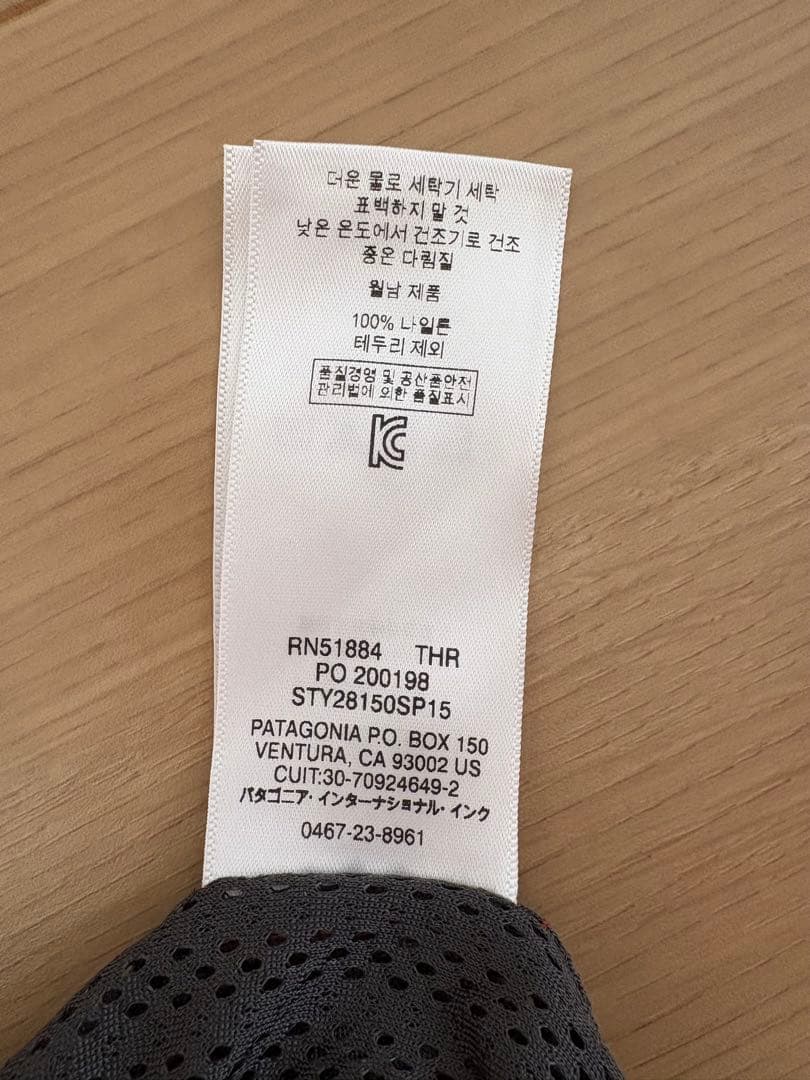 더운 물로 세탁기 세탁
표백하지 말 것
낮은 온도에서 건조기로 건조
중온 다림질
월남 제품
100% 나일론
테두리 제외
품질경영 및 공산품안전
관리법에 의한 품질표시
KC
RN51884 THR
PO 200198
STY28150SP15
PATAGONIA P.O. BOX 150
VENTURA, CA 93002 US
CUIT:30-70924649-2
パタゴニア・インターナショナル・インク
0467-23-8961